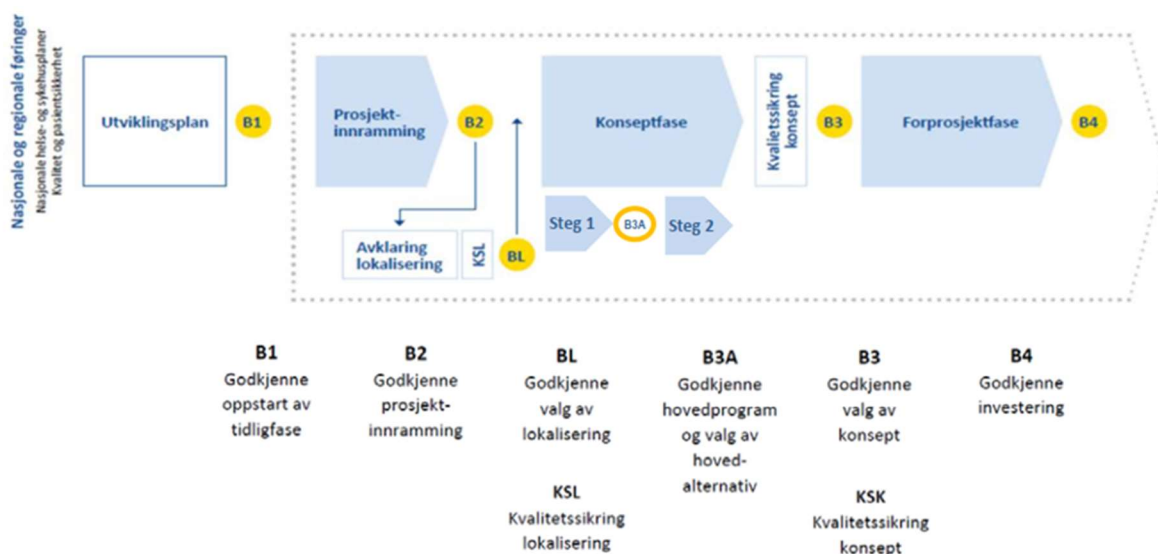 Nasjonale og regionale føringer
Nasjonale helse- og sykehusplaner
Kvalitet og pasientsikkerhet
Utviklingsplan
B1
Prosjekt-
innramming
B2
Konseptfase
Kvalietssikring
konsept
B3
Forprosjektfase
B4
Steg 1
B3A
Steg 2
Avklaring
lokalisering
KSL
BL
B1
Godkjenne
oppstart av
tidligfase
B2
Godkjenne
prosjekt-
innramming
BL
Godkjenne
valg av
lokalisering
KSL
Kvalitetssikring
lokalisering
B3A
Godkjenne
hovedprogram
og valg av
hoved-
alternativ
B3
Godkjenne
valg av
konsept
KSK
Kvalitetssikring
konsept
B4
Godkjenne
investering